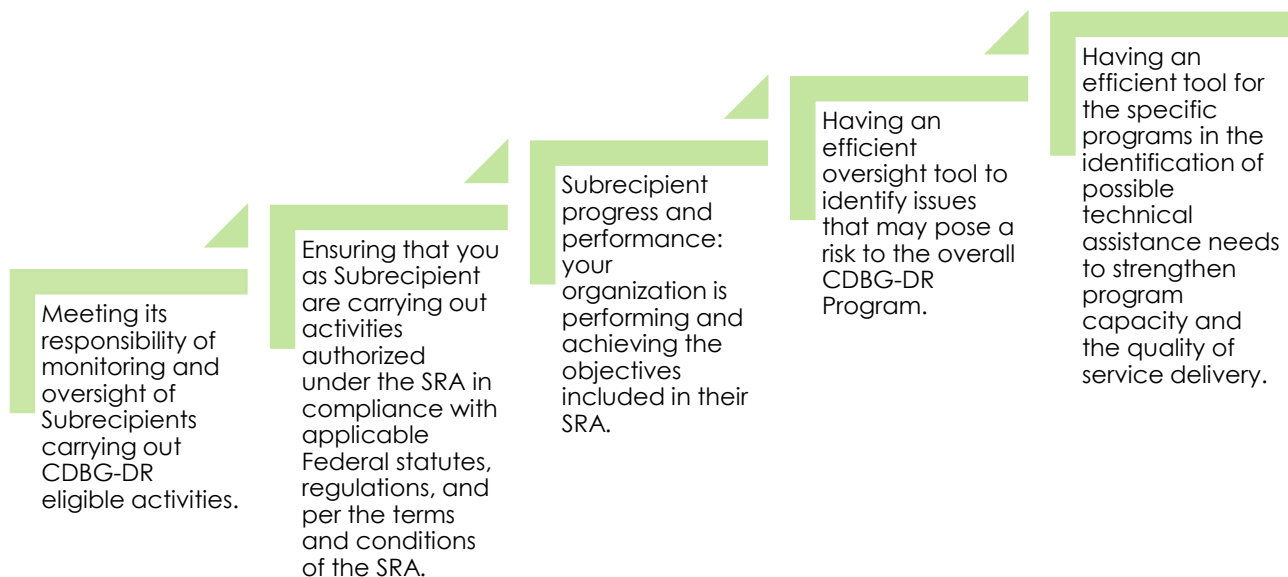 Meeting its
responsibility of
monitoring and
oversight of
Subrecipients
carrying out
CDBG-DR
eligible activities.
Ensuring that you
as Subrecipient
are carrying out
activities
authorized
under the SRA in
compliance with
applicable
Federal statutes,
regulations, and
per the terms
and conditions
of the SRA.
Subrecipient
progress and
performance:
your
organization is
performing and
achieving the
objectives
included in their
SRA.
Having an
efficient
oversight tool to
identify issues
that may pose a
risk to the overall
CDBG-DR
Program.
Having an
efficient tool for
the specific
programs in the
identification of
possible
technical
assistance needs
to strengthen
program
capacity and
the quality of
service delivery.